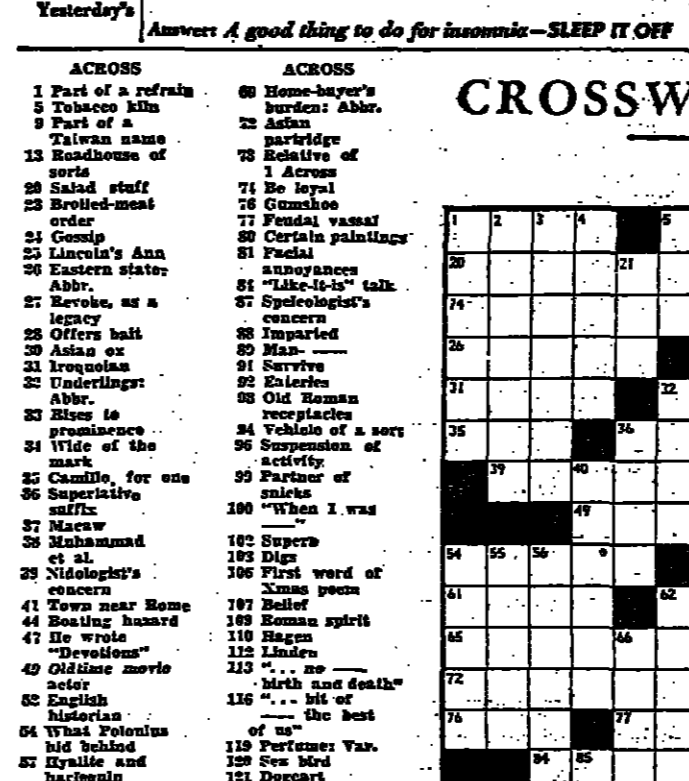 Yesterday's
Answer: A good thing to do for insomnia—SLEEP IT OFF
ACROSS
1 Part of a refrain
5 Tobacco kiln
9 Part of a
Taiwan name
13 Roadhouse of
sorts
20 Salad stuff
23 Broiled-meat
order
24 Gossip
25 Lincoln's Ann
26 Eastern state:
Abbr.
27 Revoke, as a
legacy
28 Offers bait
30 Asian ox
31 Iroquoian
32 Underlings:
Abbr.
33 Rises to
prominence
34 Wide of the
mark
35 Camille, for one
36 Superlative
suffix
37 Macaw
38 Muhammad
et al.
39 Nidologist's
concern
41 Town near Rome
44 Boating hazard
47 He wrote
"Devotions"
49 Oldtime movie
actor
52 English
historian
54 What Polonius
hid behind
57 Hyalite and
harlequin
ACROSS
69 Home-buyer's
burden: Abbr.
72 Asian
partridge
73 Relative of
1 Across
74 Be loyal
76 Gumshoe
77 Feudal vassal
80 Certain paintings
81 Facial
annoyances
84 "Like-it-is" talk
87 Speleologist's
concern
88 Imparted
89 Man- ——
91 Survive
92 Eateries
93 Old Roman
receptacles
94 Vehicle of a sort
96 Suspension of
activity
99 Partner of
snicks
100 "When I was
——"
102 Superb
103 Digs
106 First word of
Xmas poem
107 Belief
109 Roman spirit
110 Hagen
112 Linden
113 "... no ——
birth and death"
116 "... bit of
—— the best
of us"
119 Perfume: Var.
120 Sea bird
121 Dogcart
CROSSW
1 2 3 4 5
20 21
24
26
31 32
35 36
39 40
49
54 55 56
61 62
65 66
72
76 77
84 85